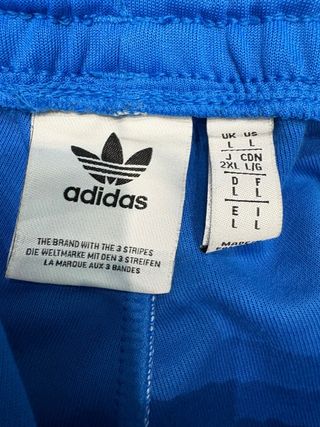 adidas
THE BRAND WITH THE 3 STRIPES
DIE WELTMARKE MIT DEN 3 STREIFEN
LA MARQUE AUX 3 BANDES
UK US
L L
J CDN
2XL L/G
D F
L L
E I
L L